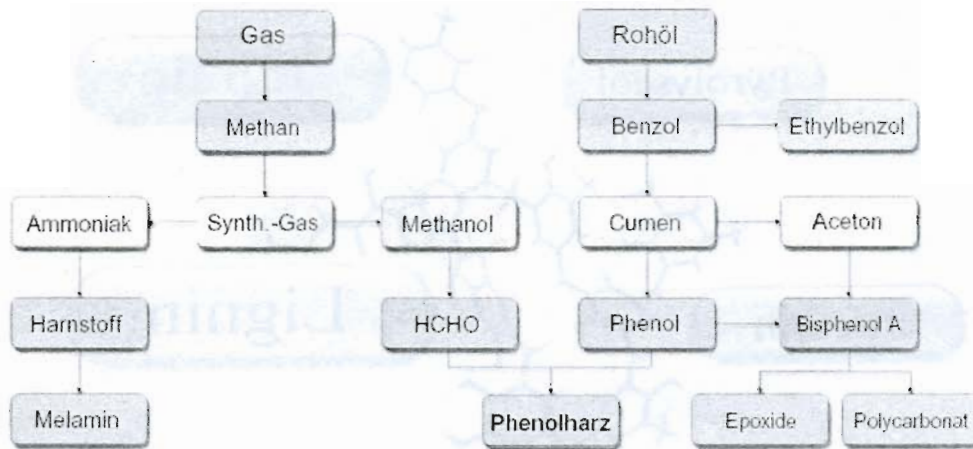 Gas
Rohöl
Methan
Benzol
Ethylbenzol
Ammoniak
Synth.-Gas
Methanol
Cumen
Aceton
Harnstoff
HCHO
Phenol
Bisphenol A
Melamin
Phenolharz
Epoxide
Polycarbonat
Lignin